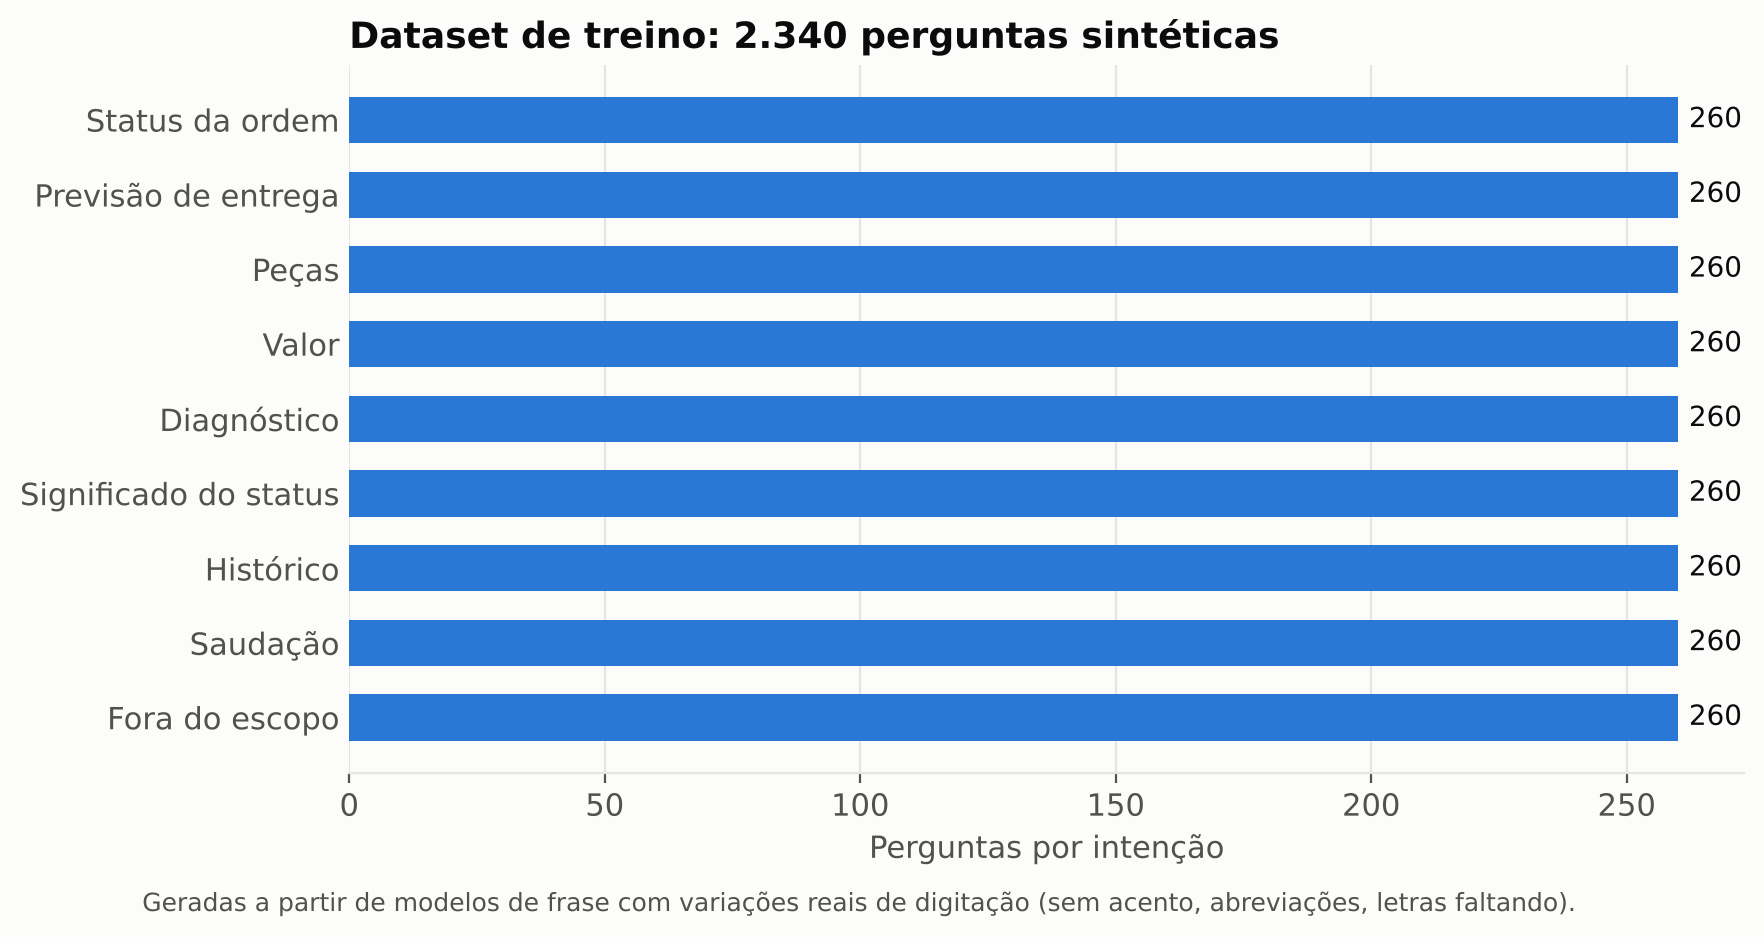 Dataset de treino: 2.340 perguntas sintéticas
Status da ordem 260
Previsão de entrega 260
Peças 260
Valor 260
Diagnóstico 260
Significado do status 260
Histórico 260
Saudação 260
Fora do escopo 260
0 50 100 150 200 250
Perguntas por intenção
Geradas a partir de modelos de frase com variações reais de digitação (sem acento, abreviações, letras faltando).